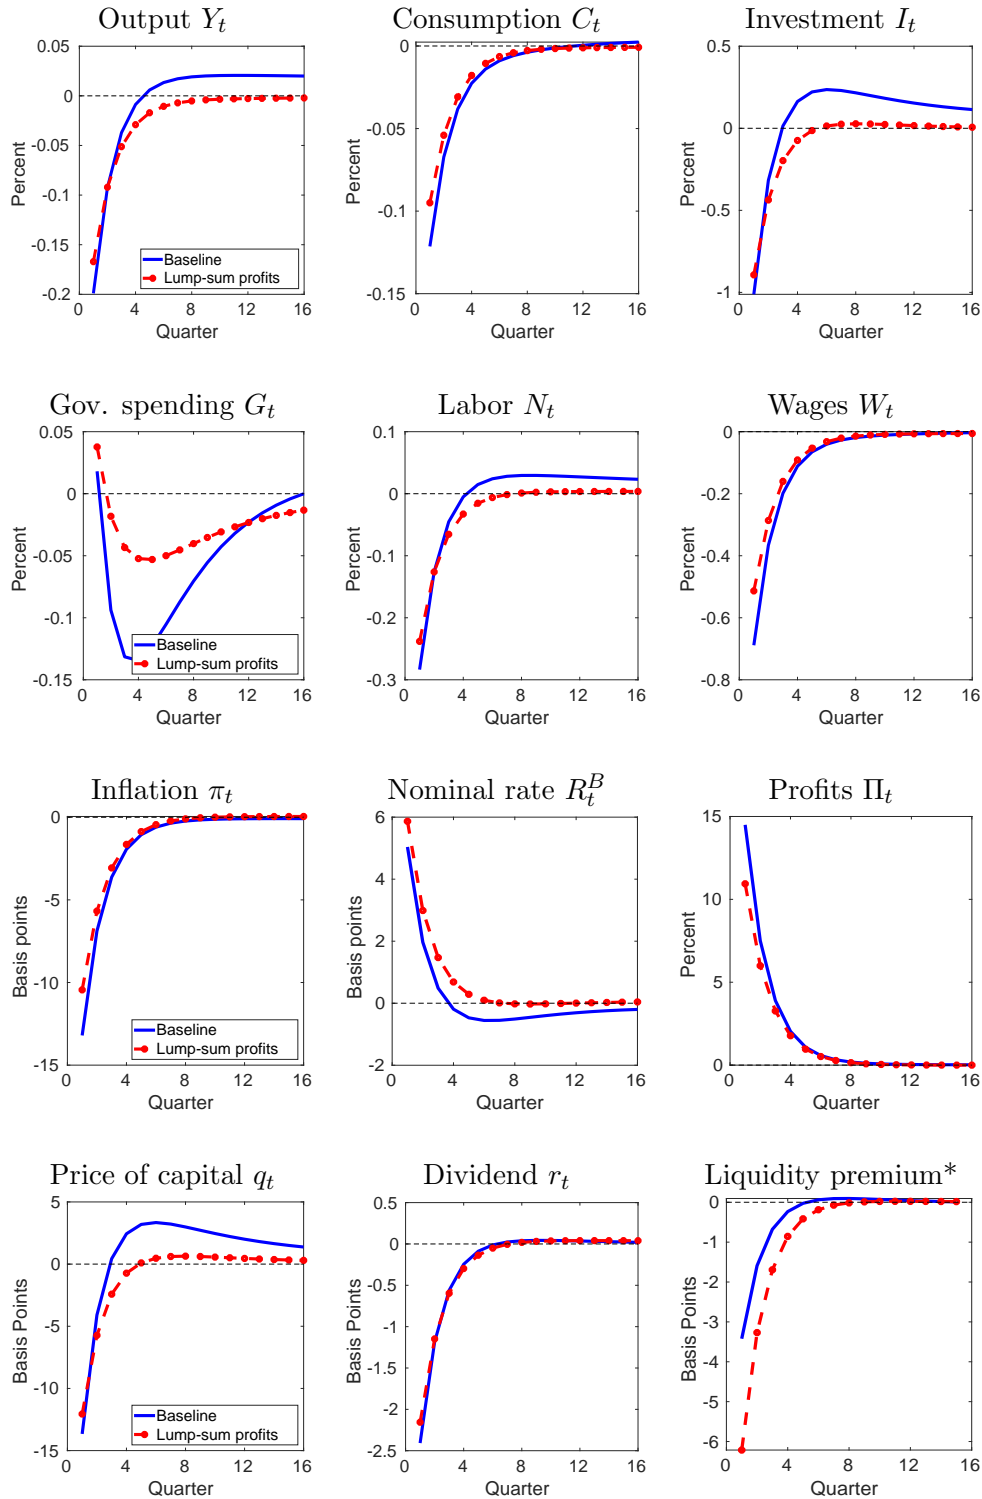 Output Y_t
0.05
0
-0.05
-0.1
-0.15
-0.2
Percent
Baseline
Lump-sum profits
0 4 8 12 16
Quarter
Consumption C_t
0
-0.05
-0.1
-0.15
Percent
0 4 8 12 16
Quarter
Investment I_t
0.5
0
-0.5
-1
Percent
0 4 8 12 16
Quarter
Gov. spending G_t
0.05
0
-0.05
-0.1
-0.15
Percent
Baseline
Lump-sum profits
0 4 8 12 16
Quarter
Labor N_t
0.1
0
-0.1
-0.2
-0.3
Percent
0 4 8 12 16
Quarter
Wages W_t
0
-0.2
-0.4
-0.6
-0.8
Percent
0 4 8 12 16
Quarter
Inflation π_t
0
-5
-10
-15
Basis points
Baseline
Lump-sum profits
0 4 8 12 16
Quarter
Nominal rate R_t^B
6
4
2
0
-2
Basis points
0 4 8 12 16
Quarter
Profits Π_t
15
10
5
0
Percent
0 4 8 12 16
Quarter
Price of capital q_t
5
0
-5
-10
-15
Basis Points
Baseline
Lump-sum profits
0 4 8 12 16
Quarter
Dividend r_t
0.5
0
-0.5
-1
-1.5
-2
-2.5
Basis Points
0 4 8 12 16
Quarter
Liquidity premium*
0
-1
-2
-3
-4
-5
-6
Basis Points
0 4 8 12 16
Quarter